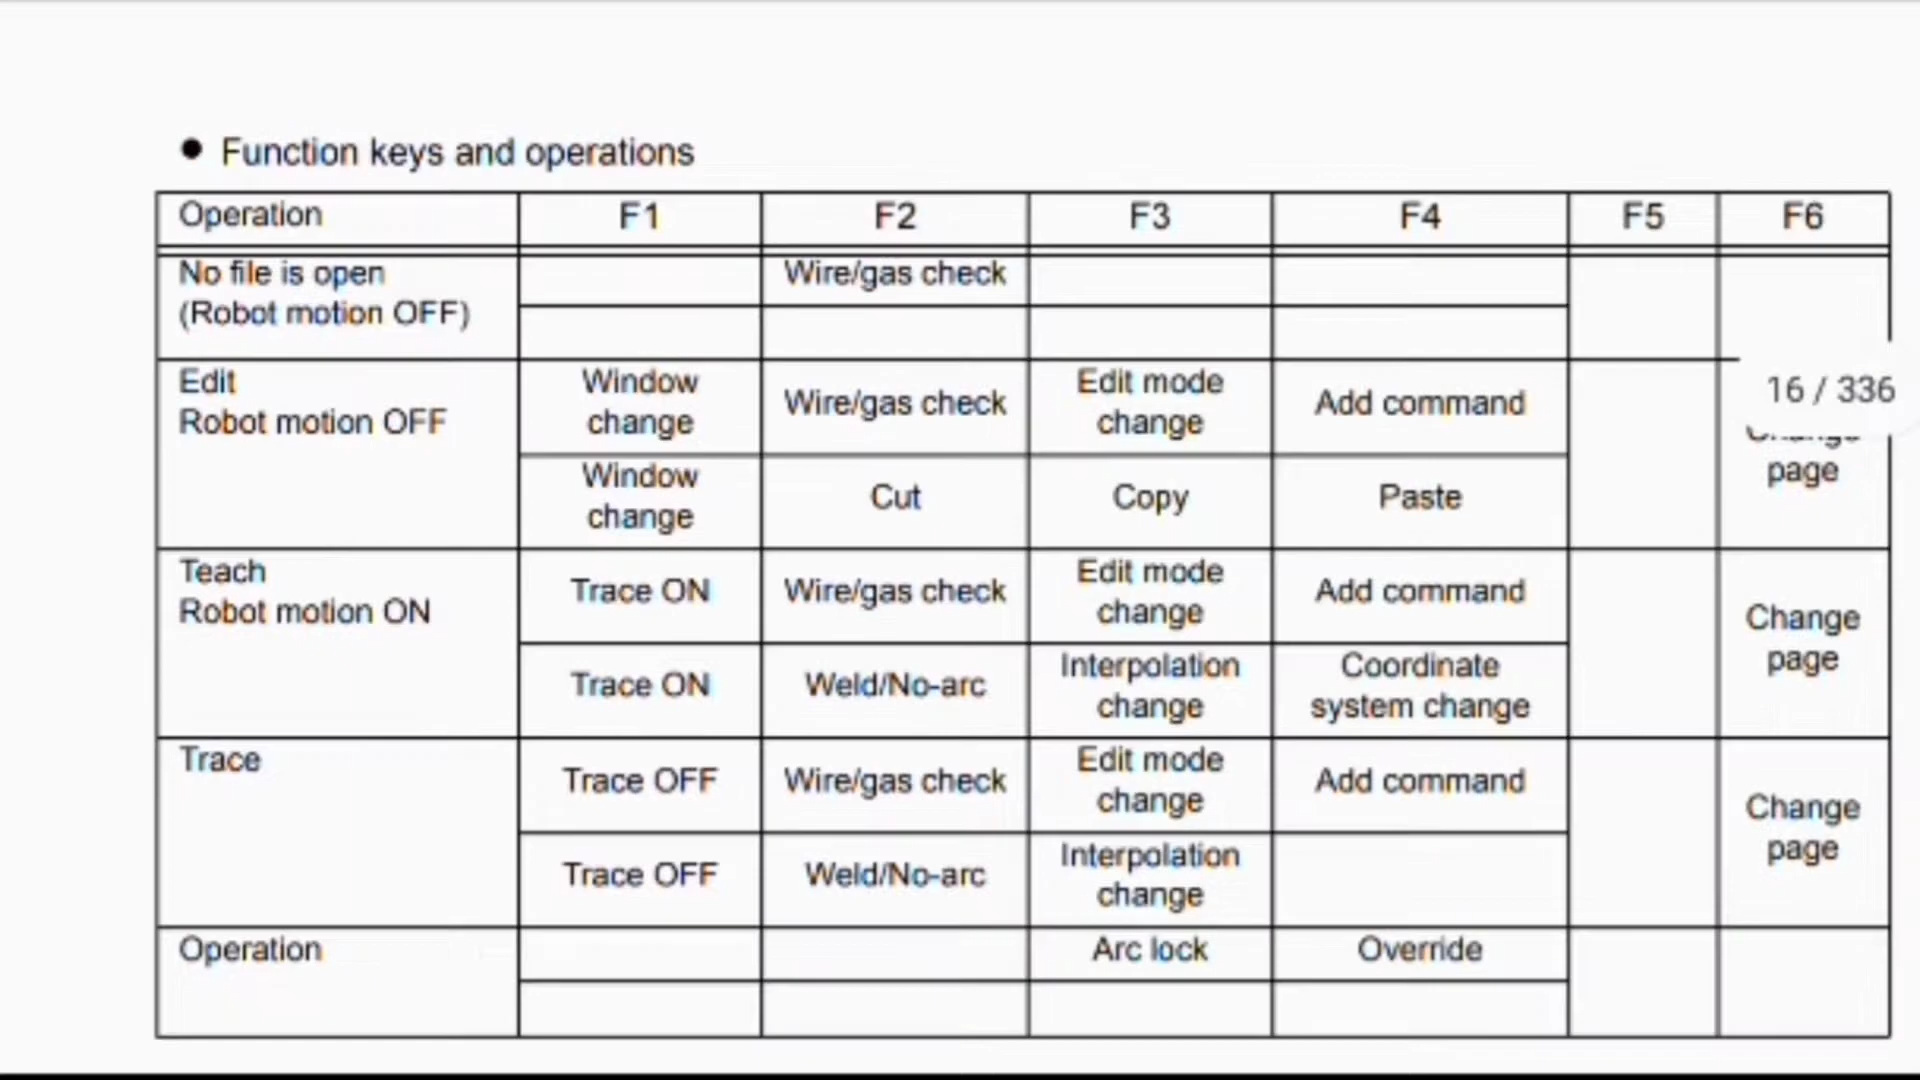 ● Function keys and operations
Operation F1 F2 F3 F4 F5 F6
No file is open
(Robot motion OFF)
Wire/gas check
Edit
Robot motion OFF
Window
change
Wire/gas check
Edit mode
change
Add command
16 / 336
page
Window
change
Cut
Copy
Paste
Teach
Robot motion ON
Trace ON
Wire/gas check
Edit mode
change
Add command
Change
page
Trace ON
Weld/No-arc
Interpolation
change
Coordinate
system change
Trace
Trace OFF
Wire/gas check
Edit mode
change
Add command
Change
page
Trace OFF
Weld/No-arc
Interpolation
change
Operation
Arc lock
Override